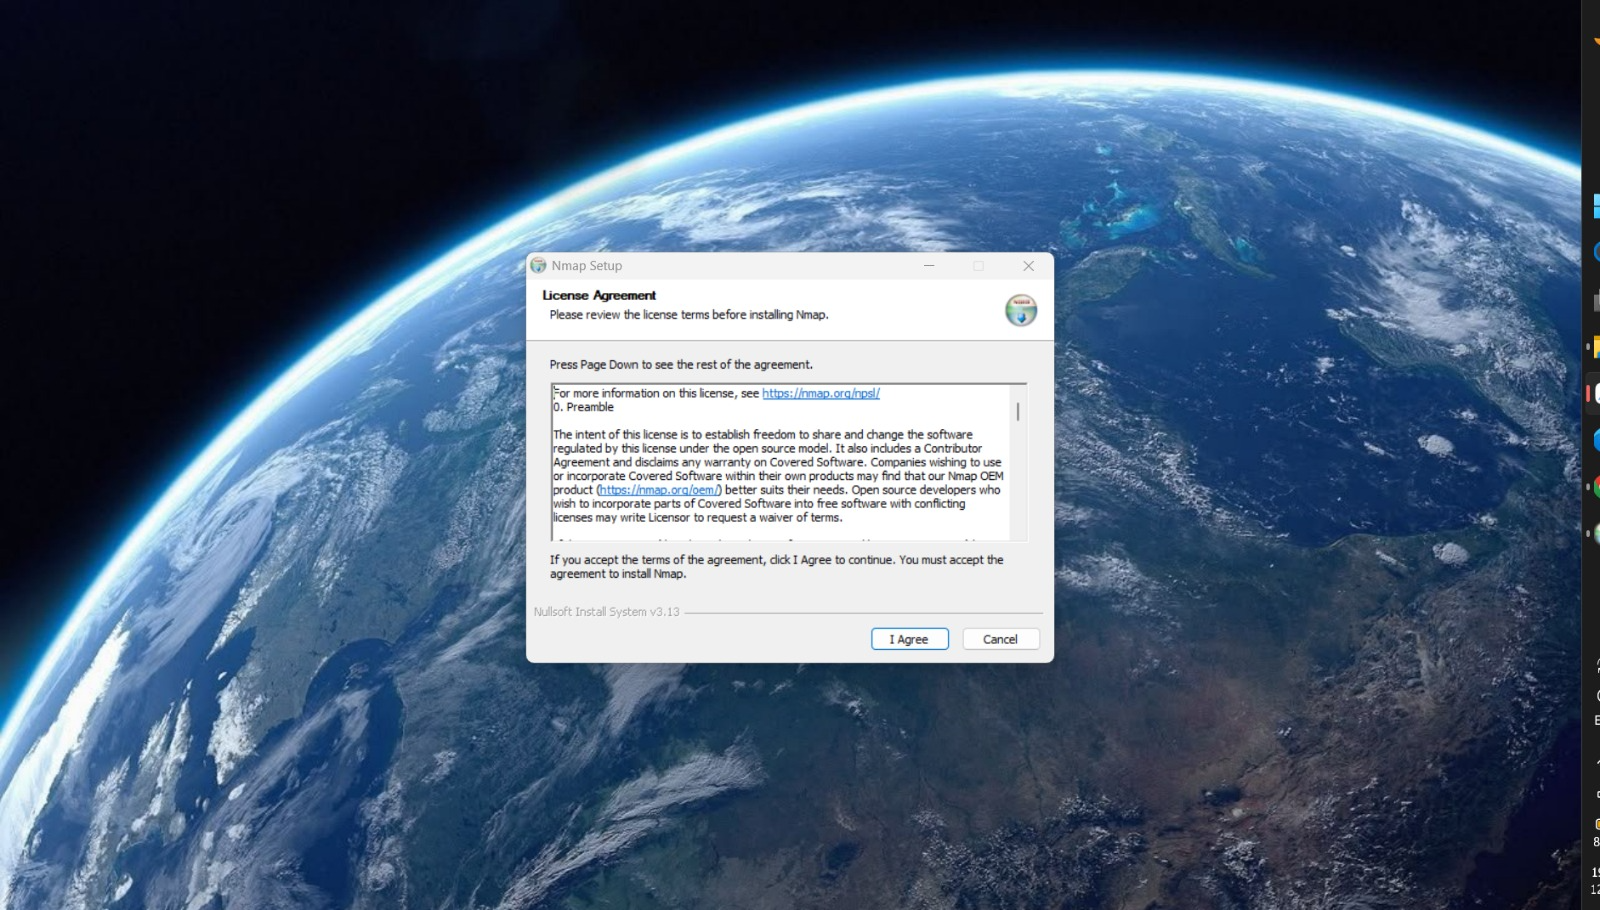 Nmap Setup
License Agreement
Please review the license terms before installing Nmap.
Press Page Down to see the rest of the agreement.
For more information on this license, see https://nmap.org/npsl/
0. Preamble
The intent of this license is to establish freedom to share and change the software
regulated by this license under the open source model. It also includes a Contributor
Agreement and disclaims any warranty on Covered Software. Companies wishing to use
or incorporate Covered Software within their own products may find that our Nmap OEM
product (https://nmap.org/oem/) better suits their needs. Open source developers who
wish to incorporate parts of Covered Software into free software with conflicting
licenses may write Licensor to request a waiver of terms.
If you accept the terms of the agreement, click I Agree to continue. You must accept the
agreement to install Nmap.
Nullsoft Install System v3.13
I Agree
Cancel